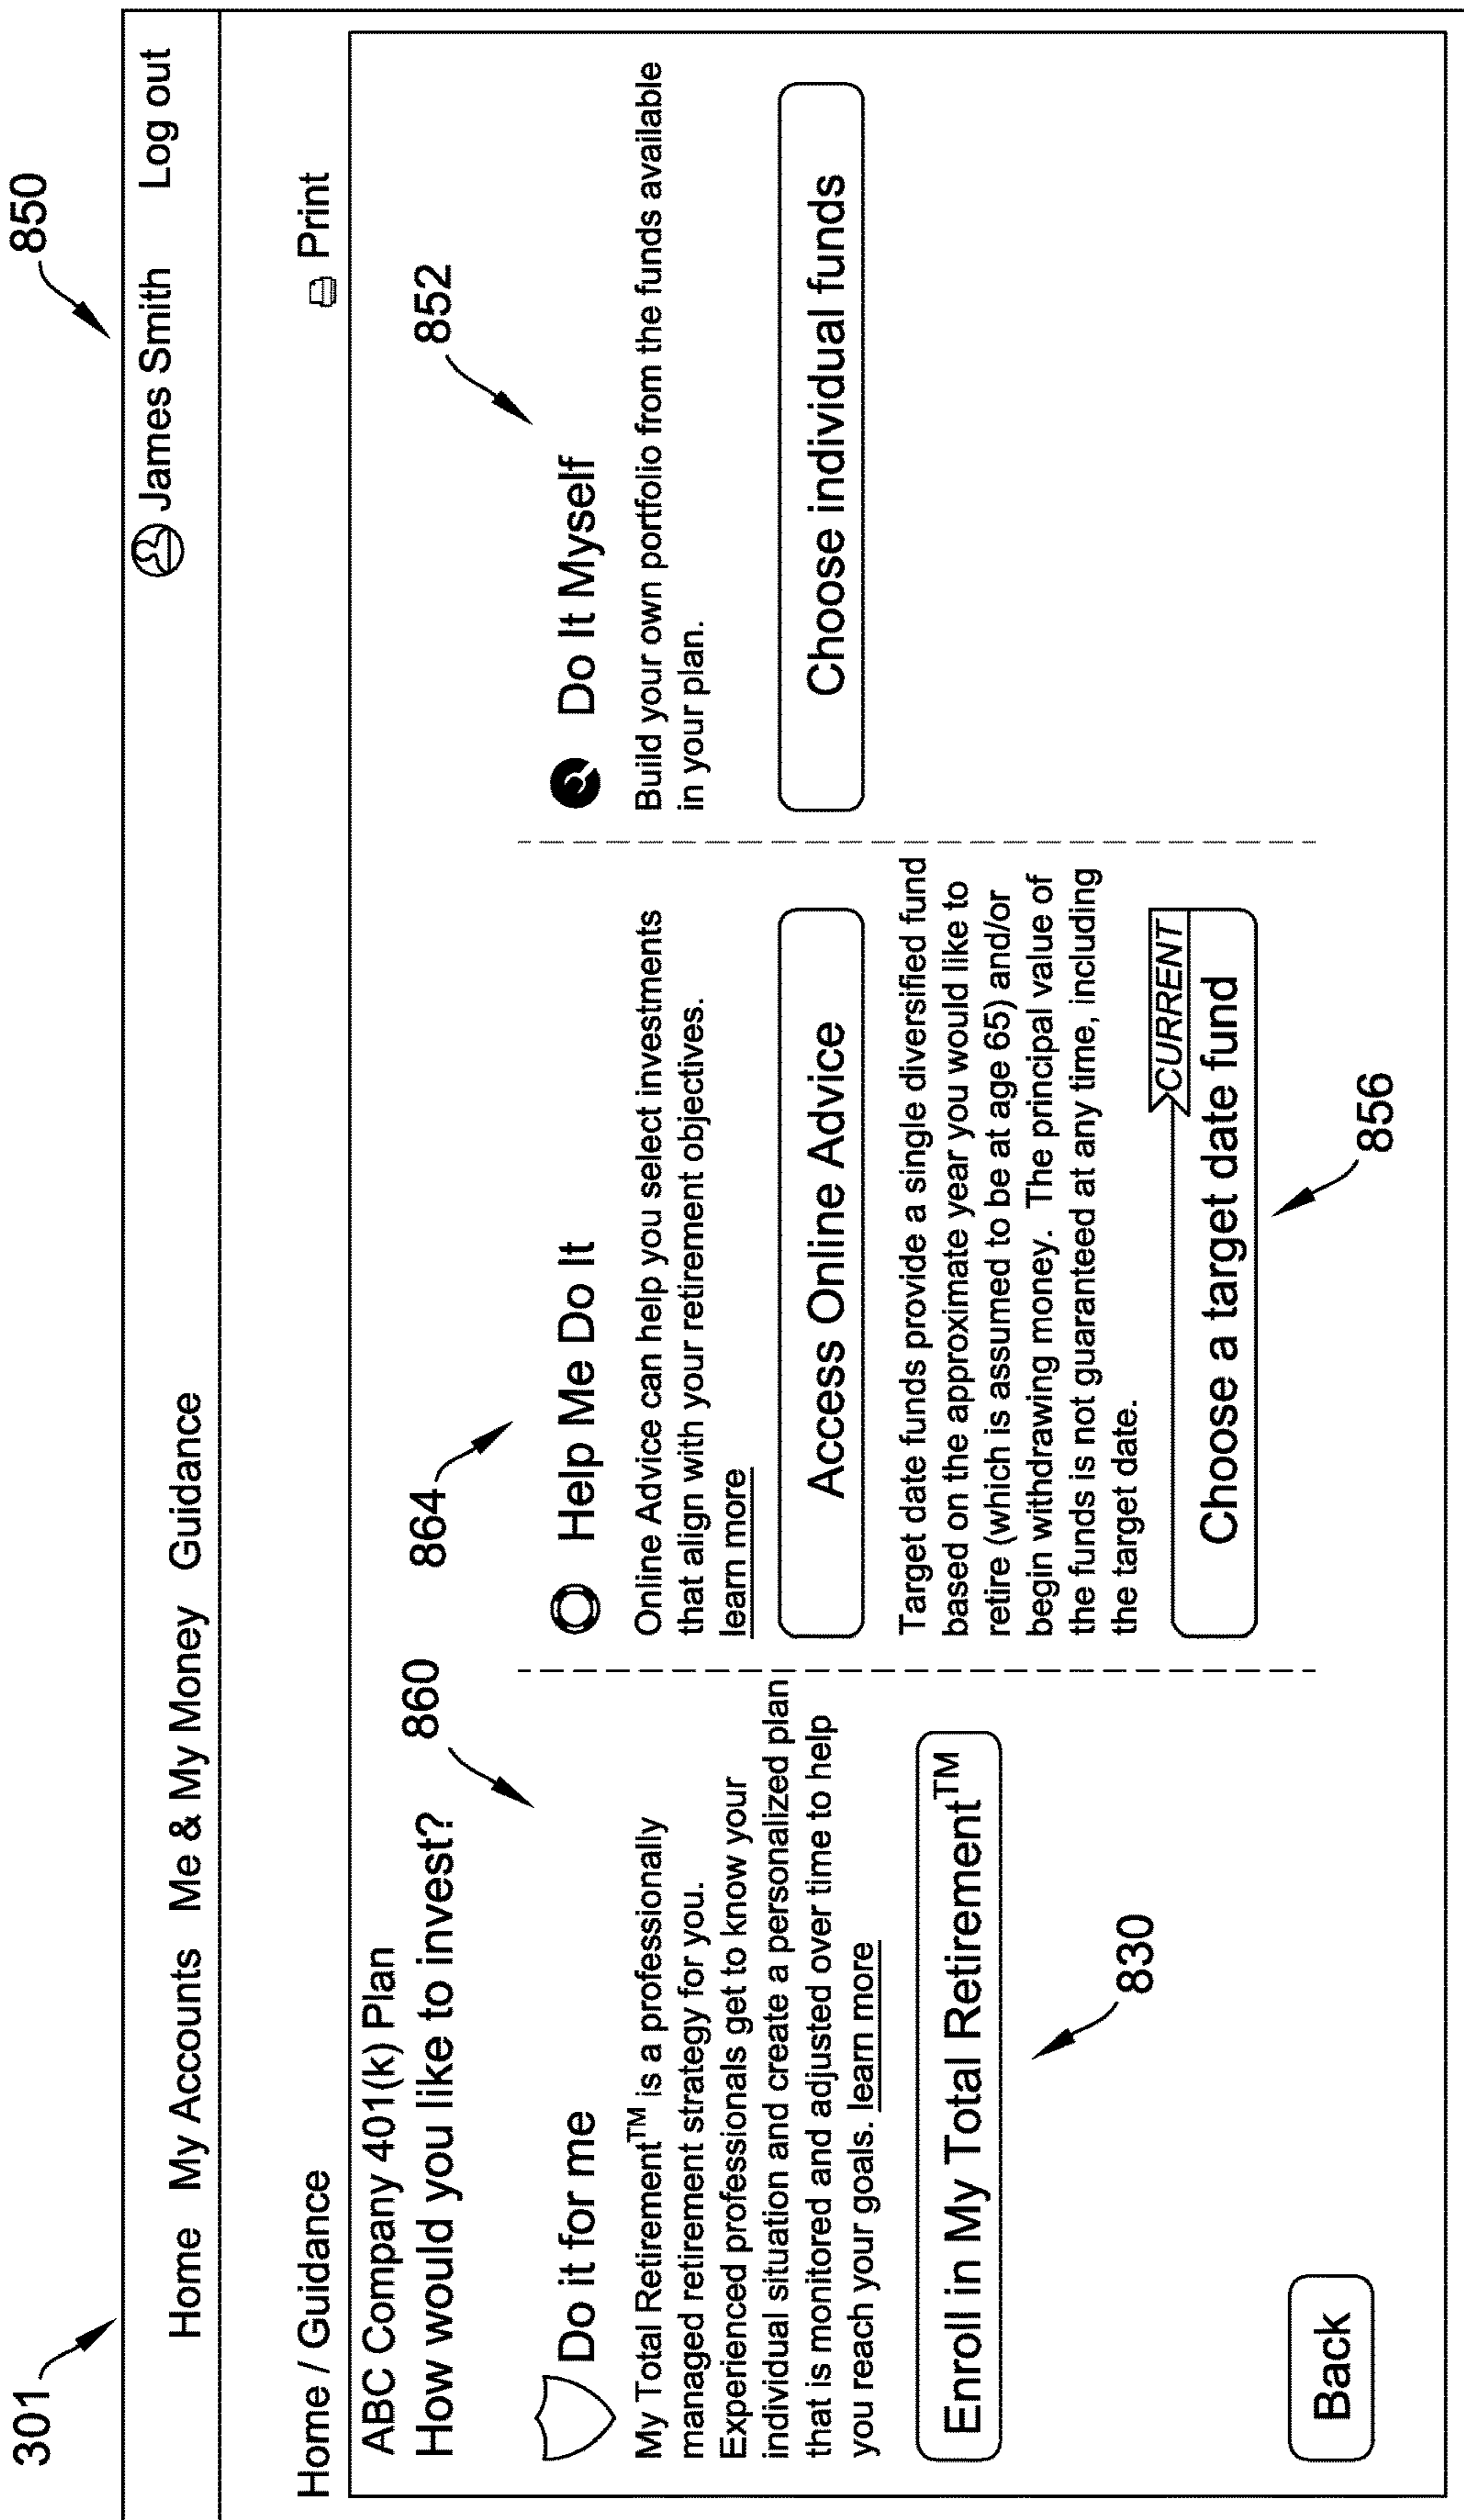 301
850
Home My Accounts Me & My Money Guidance
James Smith Log out
Home / Guidance
Print
ABC Company 401(k) Plan
How would you like to invest?
860
Do it for me
My Total Retirement™ is a professionally
managed retirement strategy for you.
Experienced professionals get to know your
individual situation and create a personalized plan
that is monitored and adjusted over time to help
you reach your goals. learn more
Enroll in My Total Retirement™
830
864
Help Me Do It
Online Advice can help you select investments
that align with your retirement objectives.
learn more
Access Online Advice
Target date funds provide a single diversified fund
based on the approximate year you would like to
retire (which is assumed to be at age 65) and/or
begin withdrawing money. The principal value of
the funds is not guaranteed at any time, including
the target date.
CURRENT
Choose a target date fund
856
852
Do It Myself
Build your own portfolio from the funds available
in your plan.
Choose individual funds
Back